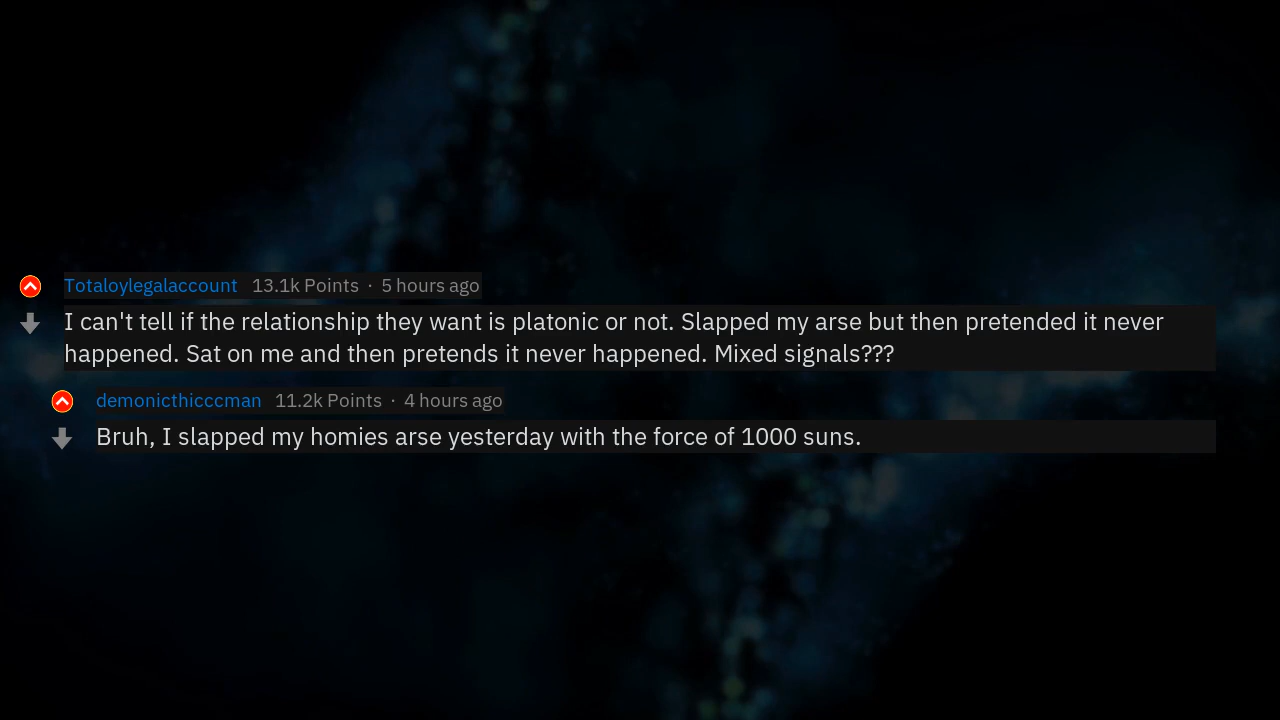 Totaloylegalaccount 13.1k Points · 5 hours ago
I can't tell if the relationship they want is platonic or not. Slapped my arse but then pretended it never
happened. Sat on me and then pretends it never happened. Mixed signals???
demonicthicccman 11.2k Points · 4 hours ago
Bruh, I slapped my homies arse yesterday with the force of 1000 suns.